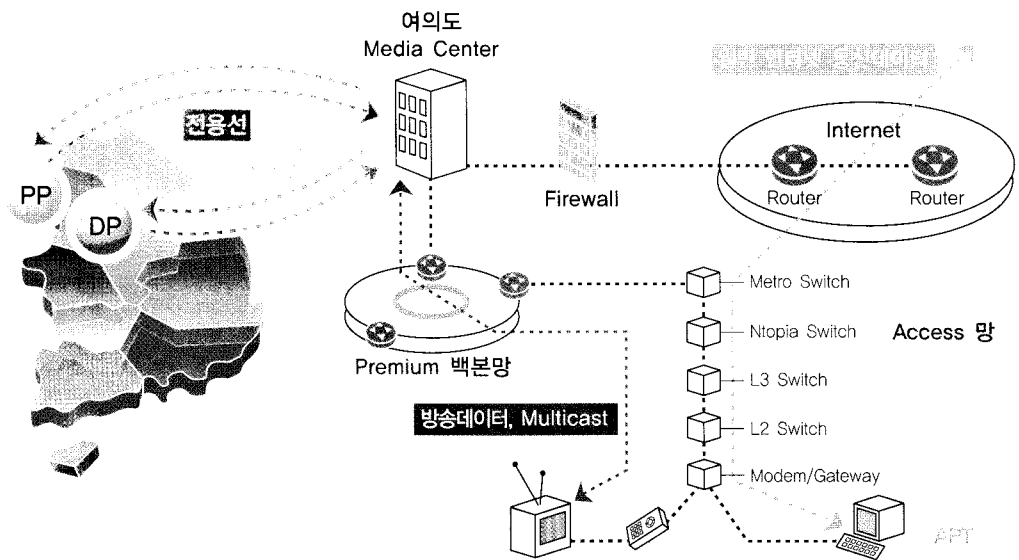 여의도
Media Center
전용선
PP
DP
Firewall
Internet
Router
Router
Metro Switch
Ntopia Switch
Access 망
L3 Switch
L2 Switch
Modem/Gateway
Premium 백본망
방송데이터, Multicast
APT